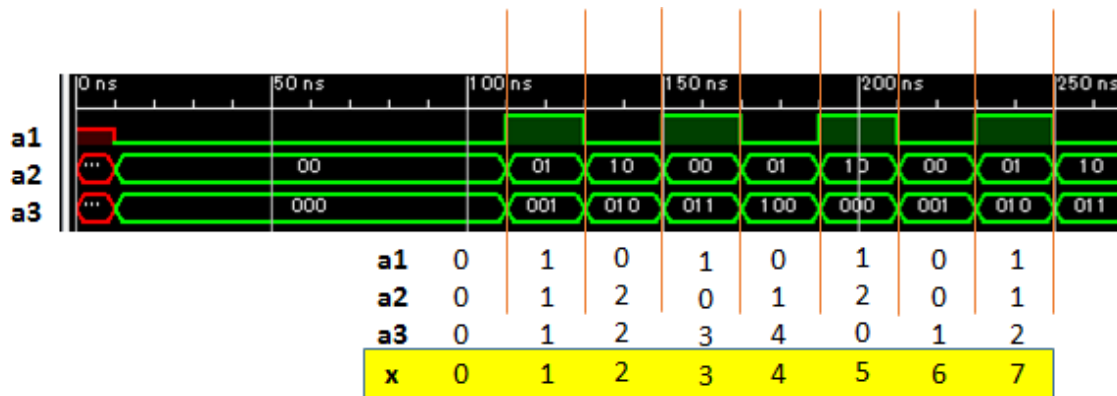 0 ns 50 ns 100 ns 150 ns 200 ns 250 ns
a1
a2 ... 00 01 10 00 01 10 00 01 10
a3 ... 000 001 010 011 100 000 001 010 011
a1 0 1 0 1 0 1 0 1
a2 0 1 2 0 1 2 0 1
a3 0 1 2 3 4 0 1 2
x 0 1 2 3 4 5 6 7